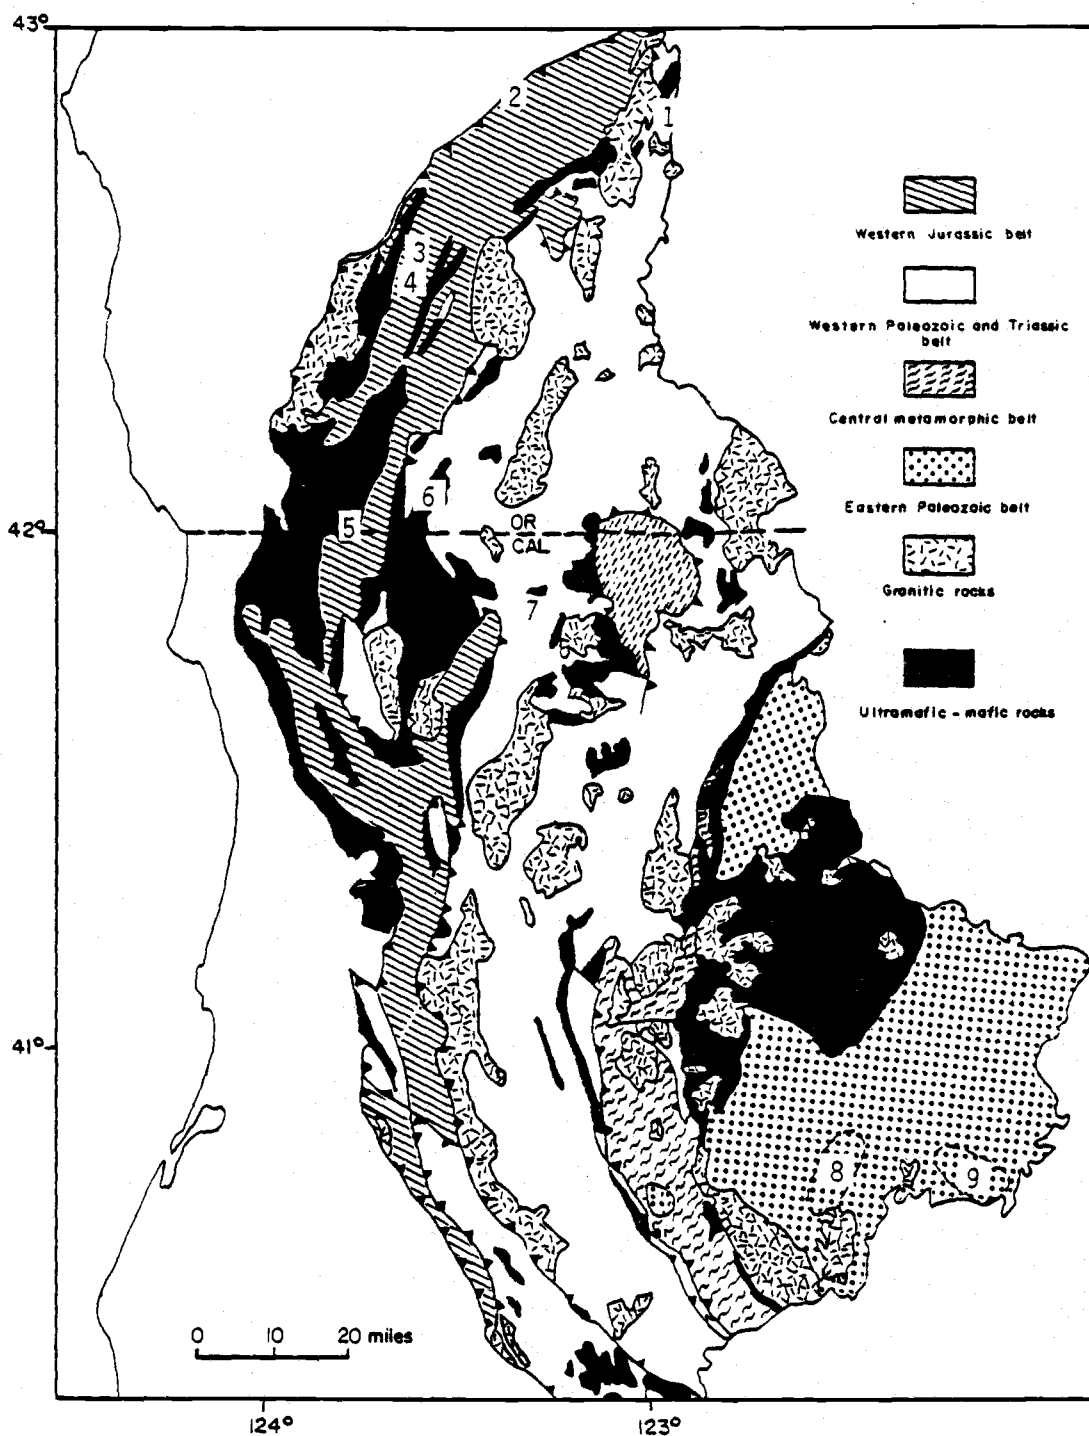 43°
2
1
Western Jurassic belt
3
4
Western Paleozoic and Triassic
belt
Central metamorphic belt
6
Eastern Paleozoic belt
42°
5
OR
CAL
Granitic rocks
7
Ultramafic - mafic rocks
41°
8
9
0 10 20 miles
124° 123°